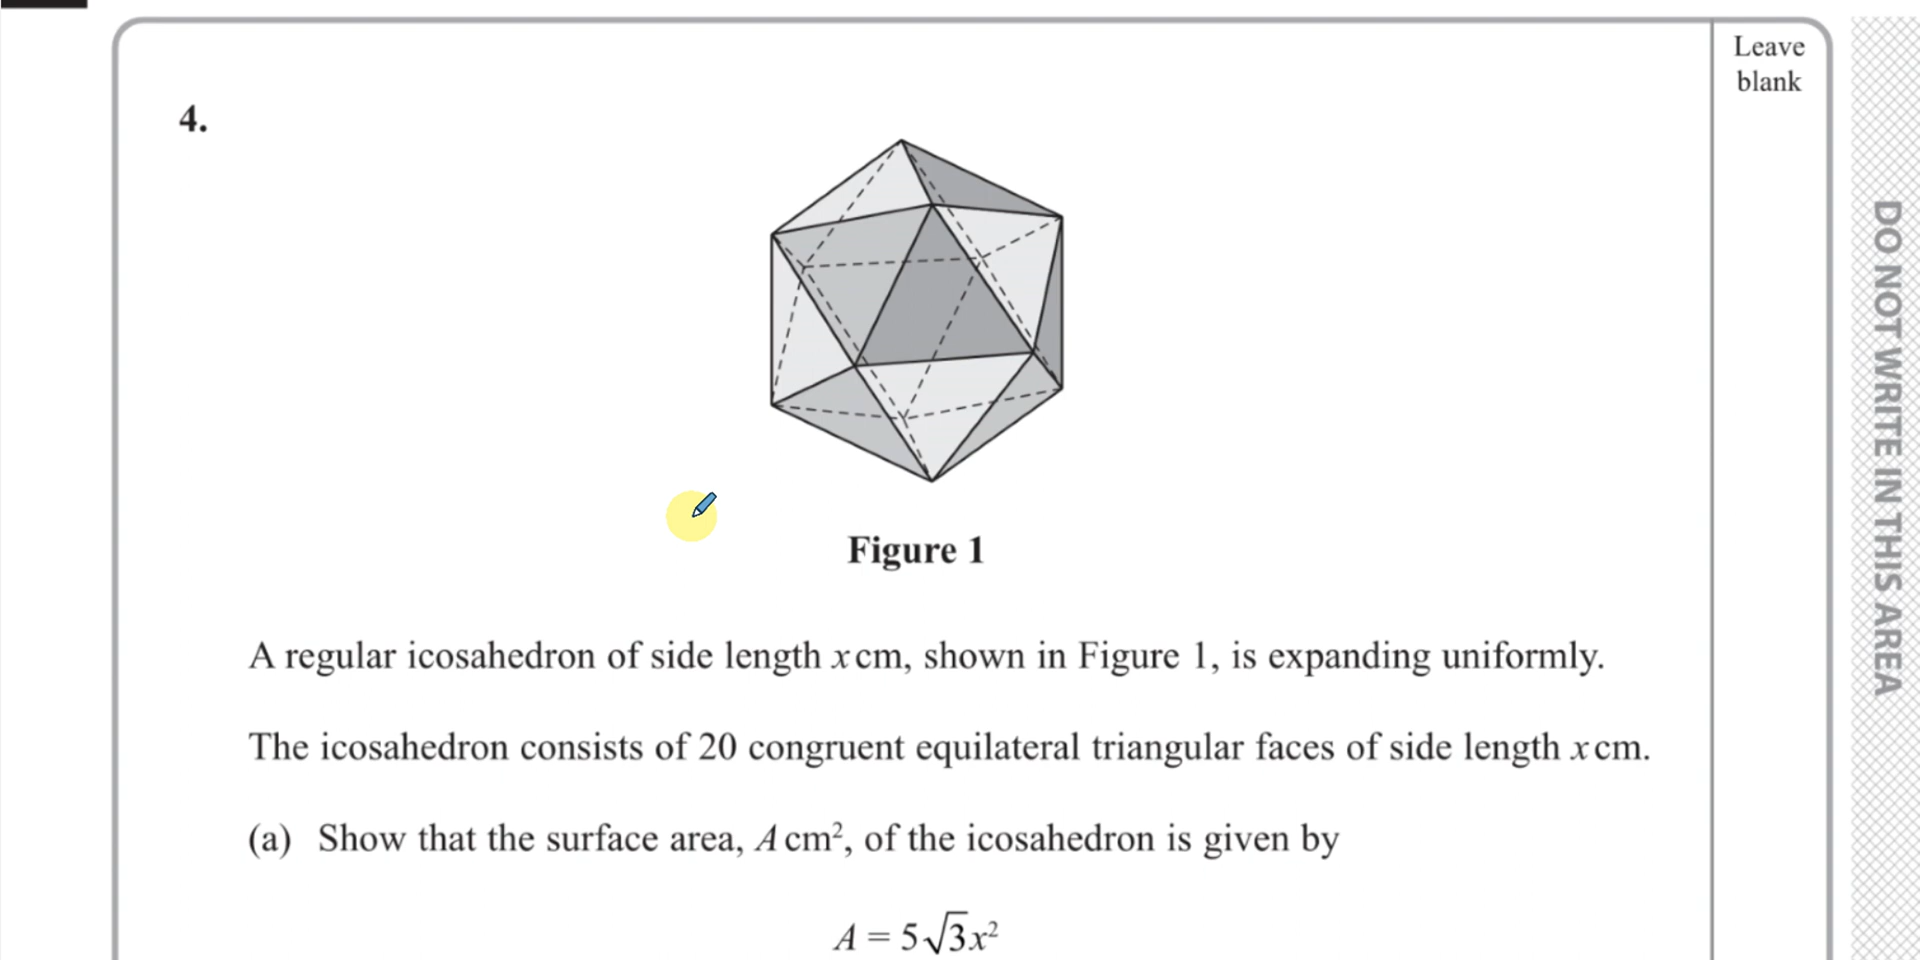 Leave
blank
4.
Figure 1
A regular icosahedron of side length x cm, shown in Figure 1, is expanding uniformly.
The icosahedron consists of 20 congruent equilateral triangular faces of side length x cm.
(a) Show that the surface area, A cm², of the icosahedron is given by
A = 5√3x²
DO NOT WRITE IN THIS AREA